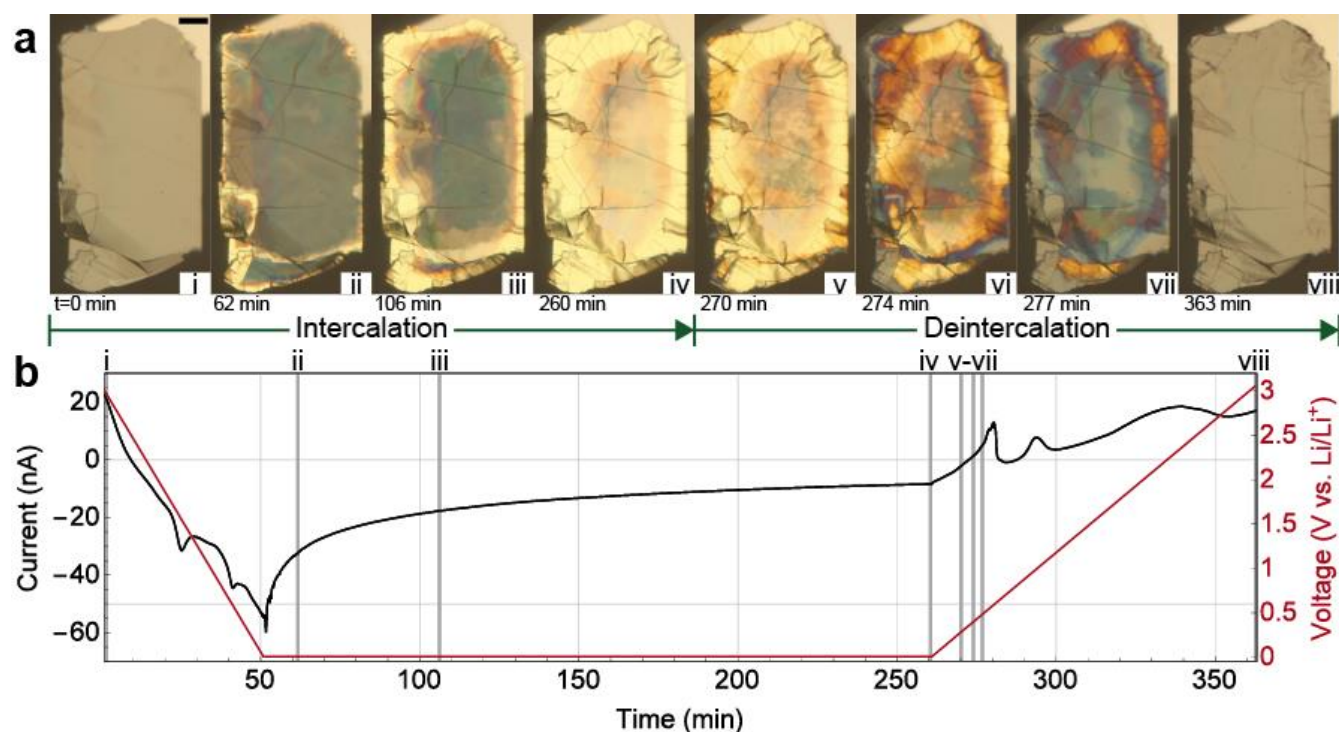 a
i ii iii iv v vi vii viii
t=0 min 62 min 106 min 260 min 270 min 274 min 277 min 363 min
Intercalation Deintercalation
b
i ii iii iv v-vii viii
20
0
−20
−40
−60
Current (nA)
3
2.5
2
1.5
1
0.5
0
Voltage (V vs. Li/Li⁺)
50 100 150 200 250 300 350
Time (min)